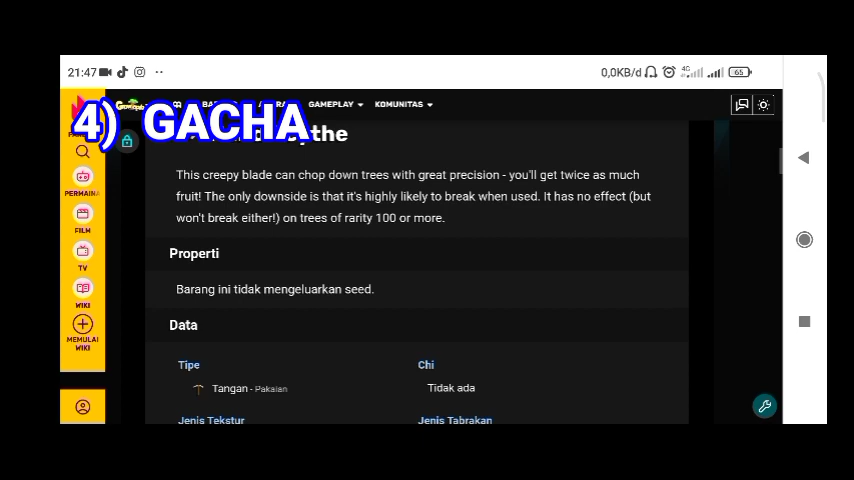 21:47
0,0KB/d 4G 65
GAMEPLAY KOMUNITAS
4) GACHA
ythe
PERMAINA
FILM
TV
WIKI
MEMULAI
WIKI
This creepy blade can chop down trees with great precision - you'll get twice as much
fruit! The only downside is that it's highly likely to break when used. It has no effect (but
won't break either!) on trees of rarity 100 or more.
Properti
Barang ini tidak mengeluarkan seed.
Data
Tipe Chi
Tangan - Pakaian Tidak ada
Jenis Tekstur Jenis Tabrakan